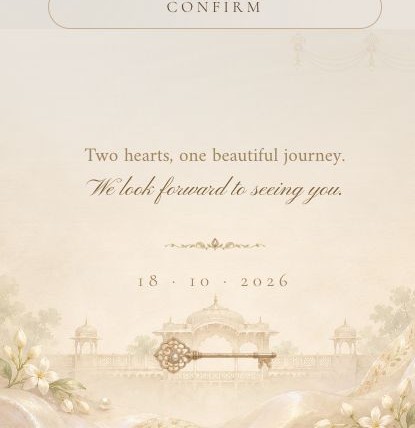 CONFIRM
Two hearts, one beautiful journey.
We look forward to seeing you.
18 · 10 · 2026